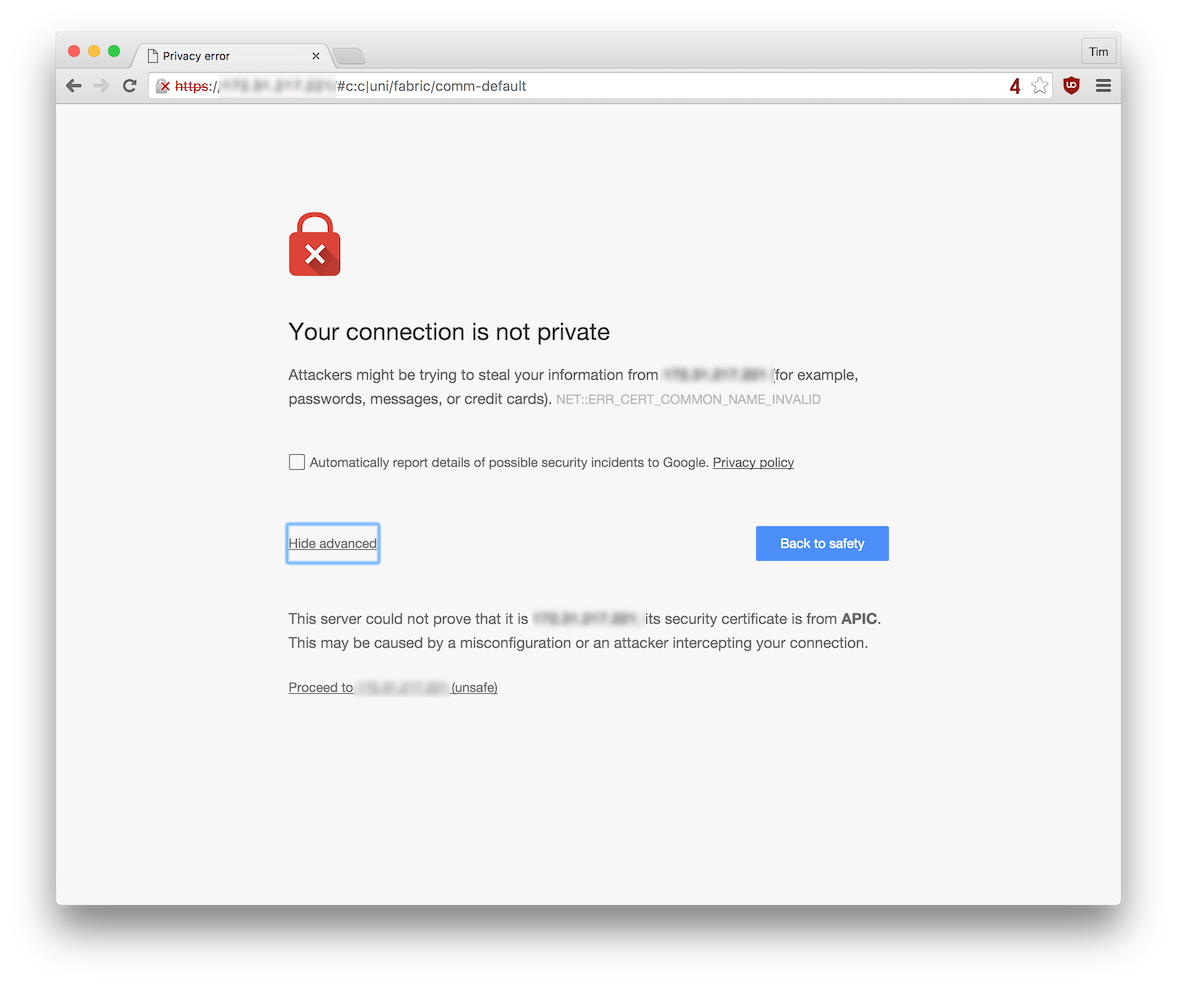 Privacy error
Tim
https://#c:c|uni/fabric/comm-default
4
Your connection is not private
Attackers might be trying to steal your information from (for example,
passwords, messages, or credit cards). NET::ERR_CERT_COMMON_NAME_INVALID
Automatically report details of possible security incidents to Google. Privacy policy
Hide advanced
Back to safety
This server could not prove that it is its security certificate is from APIC.
This may be caused by a misconfiguration or an attacker intercepting your connection.
Proceed to (unsafe)